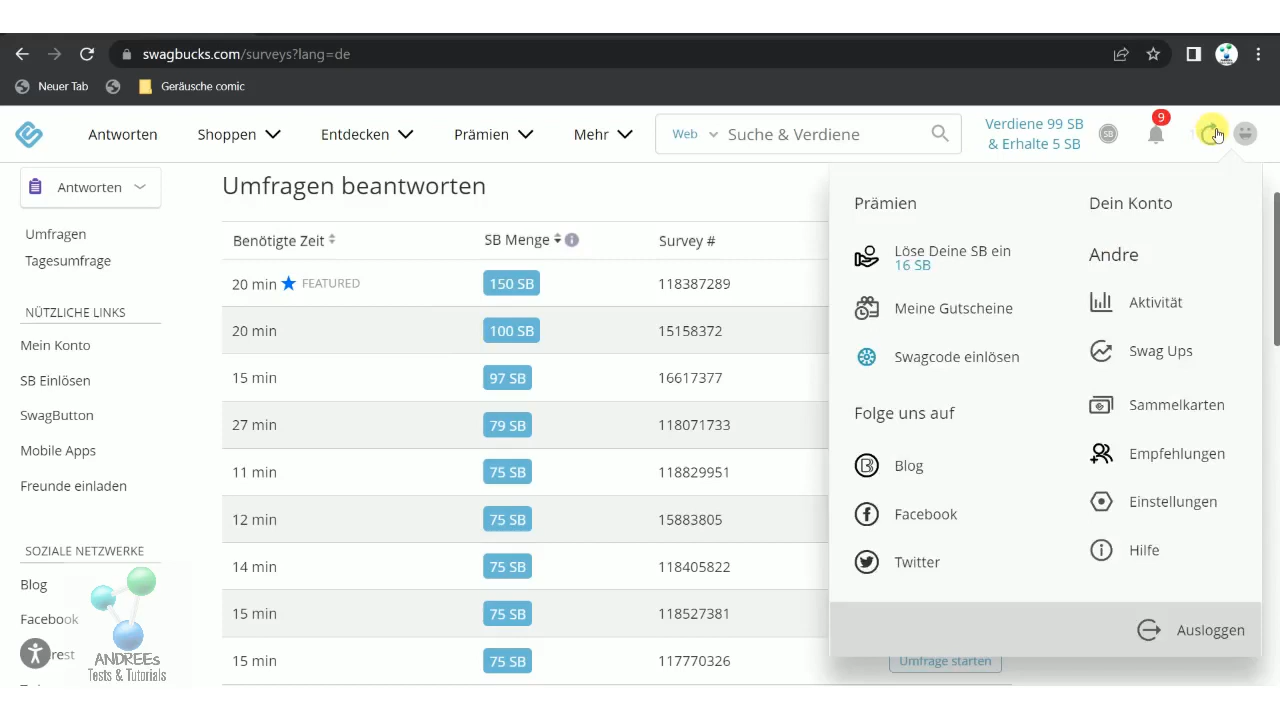 swagbucks.com/surveys?lang=de
Neuer Tab
Geräusche comic
Antworten
Shoppen
Entdecken
Prämien
Mehr
Web
Suche & Verdiene
Verdiene 99 SB
& Erhalte 5 SB
SB
9
Antworten
Umfragen
Tagesumfrage
NÜTZLICHE LINKS
Mein Konto
SB Einlösen
SwagButton
Mobile Apps
Freunde einladen
SOZIALE NETZWERKE
Blog
Facebook
ANDREEs
Tests & Tutorials
Umfragen beantworten
Benötigte Zeit SB Menge Survey #
20 min FEATURED 150 SB 118387289
20 min 100 SB 15158372
15 min 97 SB 16617377
27 min 79 SB 118071733
11 min 75 SB 118829951
12 min 75 SB 15883805
14 min 75 SB 118405822
15 min 75 SB 118527381
15 min 75 SB 117770326
Umfrage starten
Prämien
Löse Deine SB ein
16 SB
Meine Gutscheine
Swagcode einlösen
Folge uns auf
Blog
Facebook
Twitter
Dein Konto
Andre
Aktivität
Swag Ups
Sammelkarten
Empfehlungen
Einstellungen
Hilfe
Ausloggen